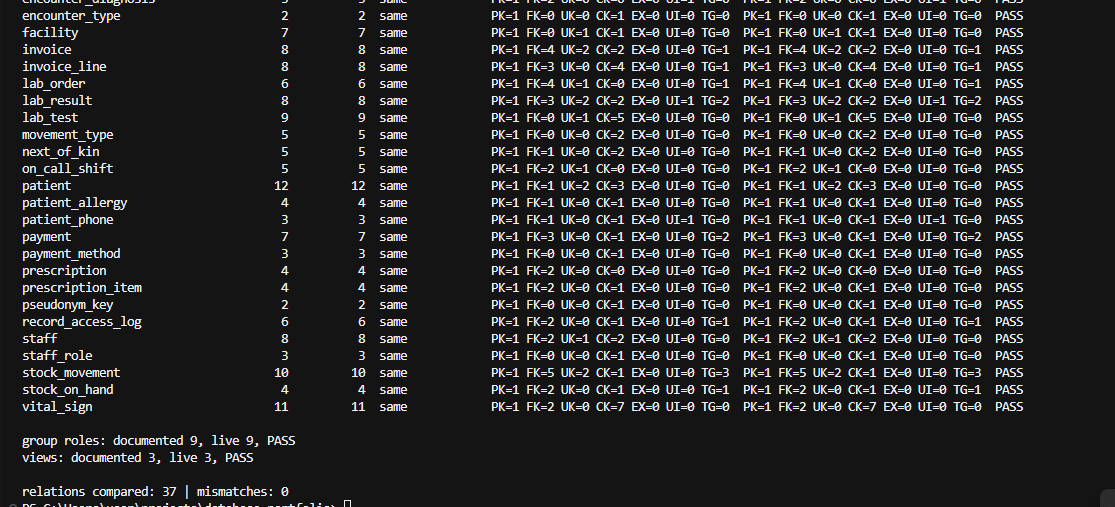 encounter_diagnosis
encounter_type 2 2 same PK=1 FK=0 UK=0 CK=1 EX=0 UI=0 TG=0 PK=1 FK=0 UK=0 CK=1 EX=0 UI=0 TG=0 PASS
facility 7 7 same PK=1 FK=0 UK=1 CK=1 EX=0 UI=0 TG=0 PK=1 FK=0 UK=1 CK=1 EX=0 UI=0 TG=0 PASS
invoice 8 8 same PK=1 FK=4 UK=2 CK=2 EX=0 UI=0 TG=1 PK=1 FK=4 UK=2 CK=2 EX=0 UI=0 TG=1 PASS
invoice_line 8 8 same PK=1 FK=3 UK=0 CK=4 EX=0 UI=0 TG=1 PK=1 FK=3 UK=0 CK=4 EX=0 UI=0 TG=1 PASS
lab_order 6 6 same PK=1 FK=4 UK=1 CK=0 EX=0 UI=0 TG=1 PK=1 FK=4 UK=1 CK=0 EX=0 UI=0 TG=1 PASS
lab_result 8 8 same PK=1 FK=3 UK=2 CK=2 EX=0 UI=1 TG=2 PK=1 FK=3 UK=2 CK=2 EX=0 UI=1 TG=2 PASS
lab_test 9 9 same PK=1 FK=0 UK=1 CK=5 EX=0 UI=0 TG=0 PK=1 FK=0 UK=1 CK=5 EX=0 UI=0 TG=0 PASS
movement_type 5 5 same PK=1 FK=0 UK=0 CK=2 EX=0 UI=0 TG=0 PK=1 FK=0 UK=0 CK=2 EX=0 UI=0 TG=0 PASS
next_of_kin 5 5 same PK=1 FK=1 UK=0 CK=2 EX=0 UI=0 TG=0 PK=1 FK=1 UK=0 CK=2 EX=0 UI=0 TG=0 PASS
on_call_shift 5 5 same PK=1 FK=2 UK=1 CK=0 EX=0 UI=0 TG=0 PK=1 FK=2 UK=1 CK=0 EX=0 UI=0 TG=0 PASS
patient 12 12 same PK=1 FK=1 UK=2 CK=3 EX=0 UI=0 TG=0 PK=1 FK=1 UK=2 CK=3 EX=0 UI=0 TG=0 PASS
patient_allergy 4 4 same PK=1 FK=1 UK=0 CK=1 EX=0 UI=0 TG=0 PK=1 FK=1 UK=0 CK=1 EX=0 UI=0 TG=0 PASS
patient_phone 3 3 same PK=1 FK=1 UK=0 CK=1 EX=0 UI=1 TG=0 PK=1 FK=1 UK=0 CK=1 EX=0 UI=1 TG=0 PASS
payment 7 7 same PK=1 FK=3 UK=0 CK=1 EX=0 UI=0 TG=2 PK=1 FK=3 UK=0 CK=1 EX=0 UI=0 TG=2 PASS
payment_method 3 3 same PK=1 FK=0 UK=0 CK=1 EX=0 UI=0 TG=0 PK=1 FK=0 UK=0 CK=1 EX=0 UI=0 TG=0 PASS
prescription 4 4 same PK=1 FK=2 UK=0 CK=0 EX=0 UI=0 TG=0 PK=1 FK=2 UK=0 CK=0 EX=0 UI=0 TG=0 PASS
prescription_item 4 4 same PK=1 FK=2 UK=0 CK=1 EX=0 UI=0 TG=0 PK=1 FK=2 UK=0 CK=1 EX=0 UI=0 TG=0 PASS
pseudonym_key 2 2 same PK=1 FK=0 UK=0 CK=1 EX=0 UI=0 TG=0 PK=1 FK=0 UK=0 CK=1 EX=0 UI=0 TG=0 PASS
record_access_log 6 6 same PK=1 FK=2 UK=0 CK=1 EX=0 UI=0 TG=1 PK=1 FK=2 UK=0 CK=1 EX=0 UI=0 TG=1 PASS
staff 8 8 same PK=1 FK=2 UK=1 CK=2 EX=0 UI=0 TG=0 PK=1 FK=2 UK=1 CK=2 EX=0 UI=0 TG=0 PASS
staff_role 3 3 same PK=1 FK=0 UK=0 CK=1 EX=0 UI=0 TG=0 PK=1 FK=0 UK=0 CK=1 EX=0 UI=0 TG=0 PASS
stock_movement 10 10 same PK=1 FK=5 UK=2 CK=1 EX=0 UI=0 TG=3 PK=1 FK=5 UK=2 CK=1 EX=0 UI=0 TG=3 PASS
stock_on_hand 4 4 same PK=1 FK=2 UK=0 CK=1 EX=0 UI=0 TG=1 PK=1 FK=2 UK=0 CK=1 EX=0 UI=0 TG=1 PASS
vital_sign 11 11 same PK=1 FK=2 UK=0 CK=7 EX=0 UI=0 TG=0 PK=1 FK=2 UK=0 CK=7 EX=0 UI=0 TG=0 PASS
group roles: documented 9, live 9, PASS
views: documented 3, live 3, PASS
relations compared: 37 | mismatches: 0
PS C:\Users\user\projects\database-portfolio>